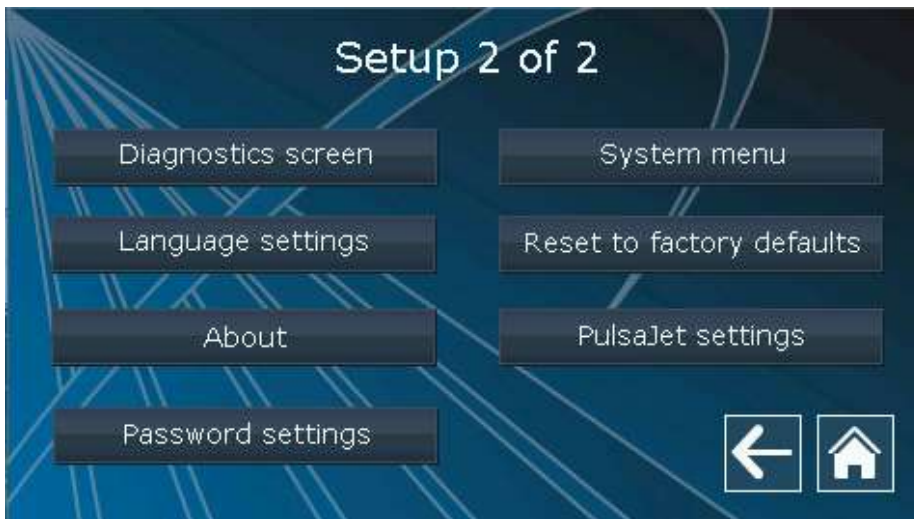 Setup 2 of 2
Diagnostics screen
System menu
Language settings
Reset to factory defaults
About
PulsaJet settings
Password settings